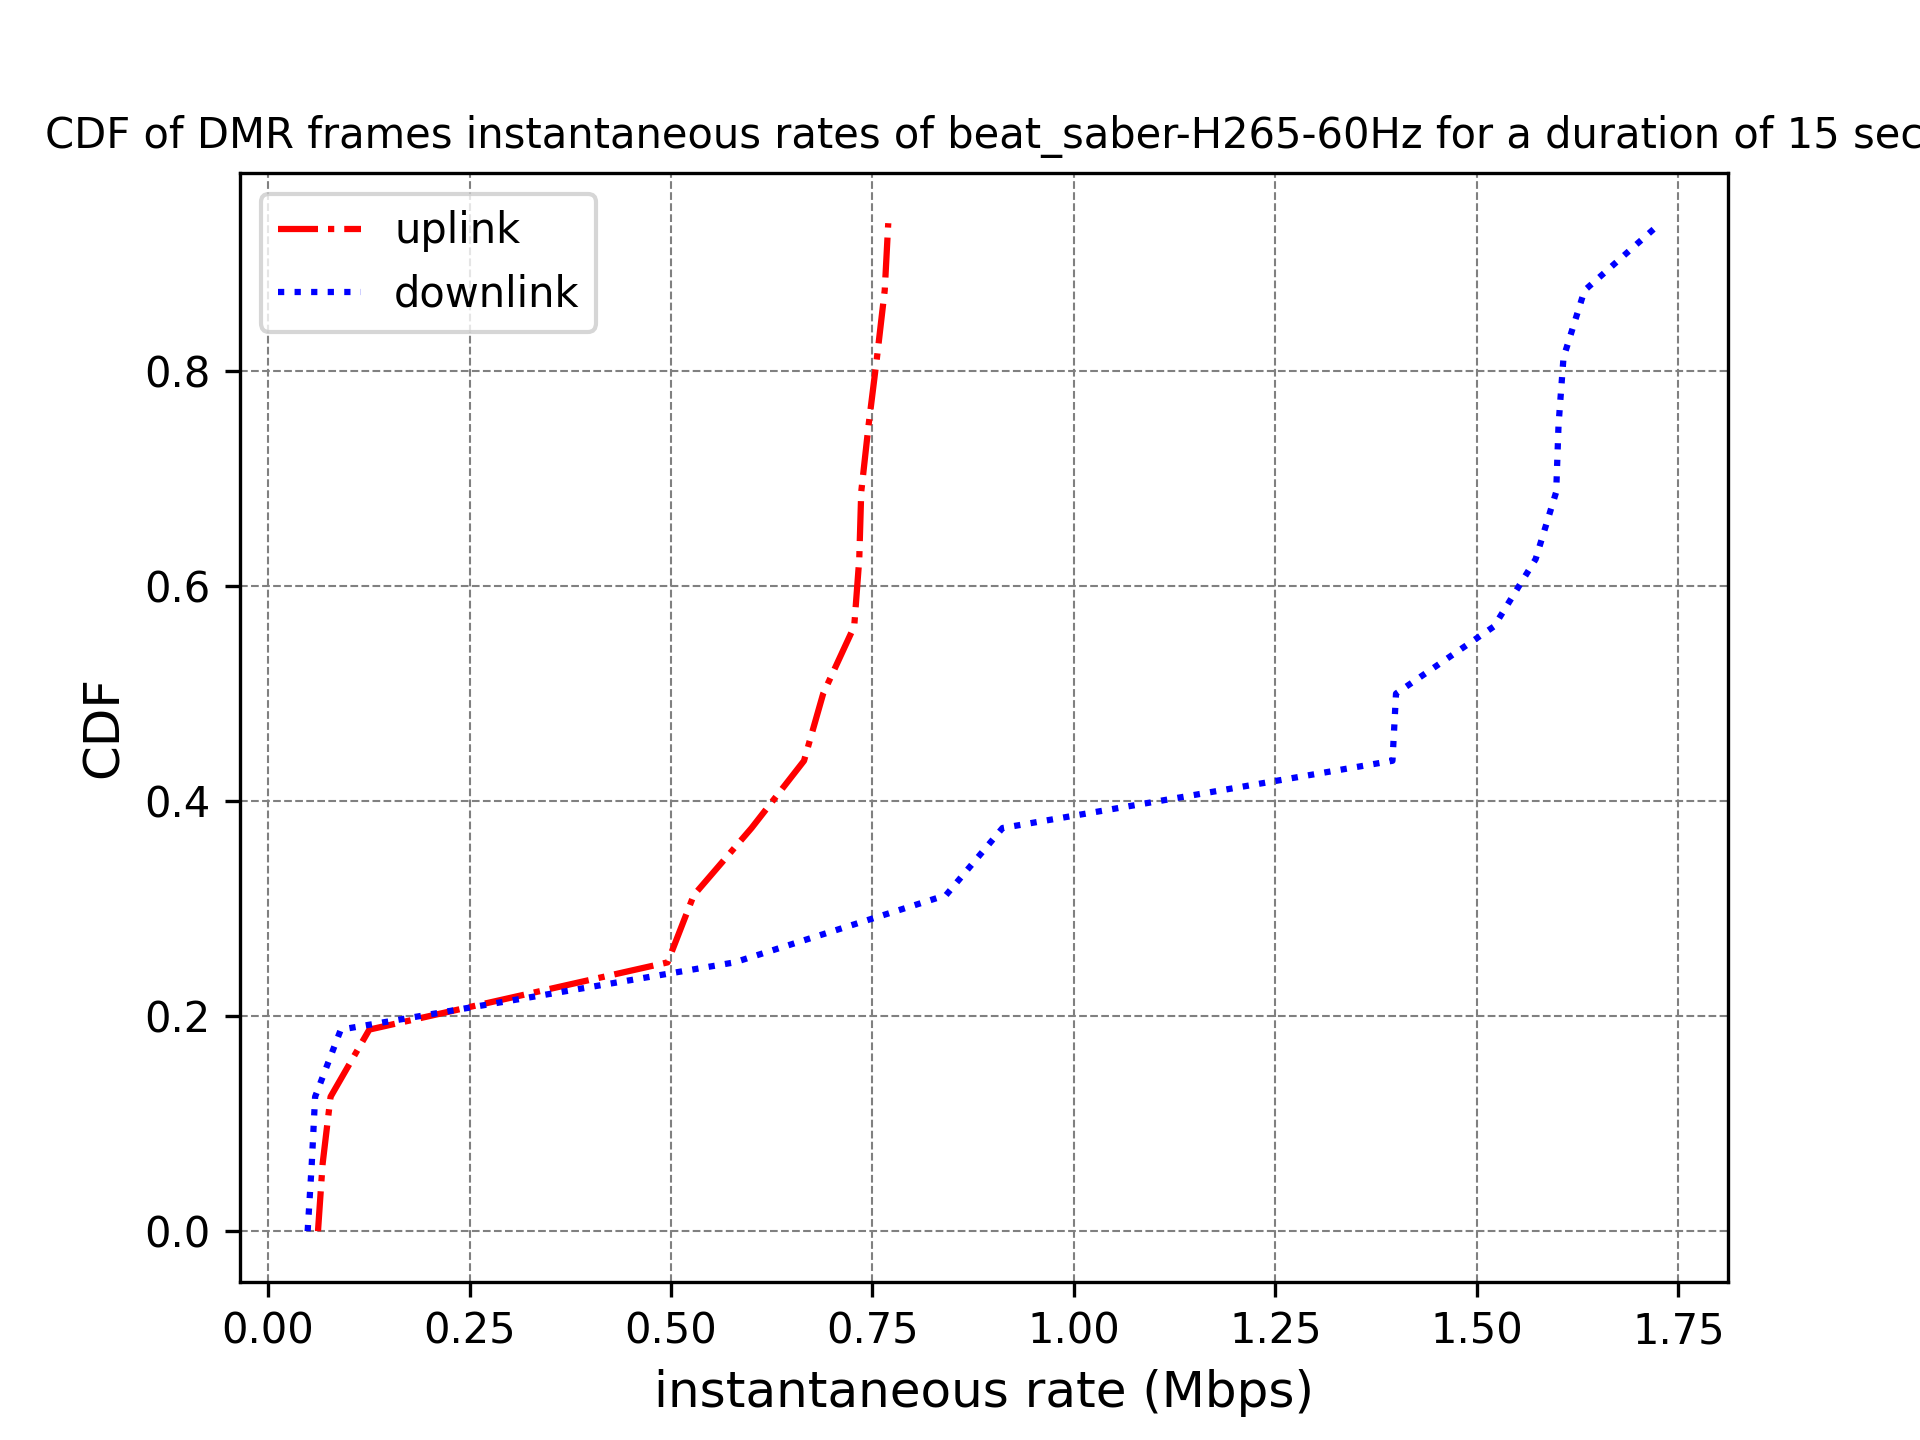 CDF of DMR frames instantaneous rates of beat_saber-H265-60Hz for a duration of 15 sec
uplink
downlink
0.8
0.6
0.4
0.2
0.0
CDF
0.00 0.25 0.50 0.75 1.00 1.25 1.50 1.75
instantaneous rate (Mbps)